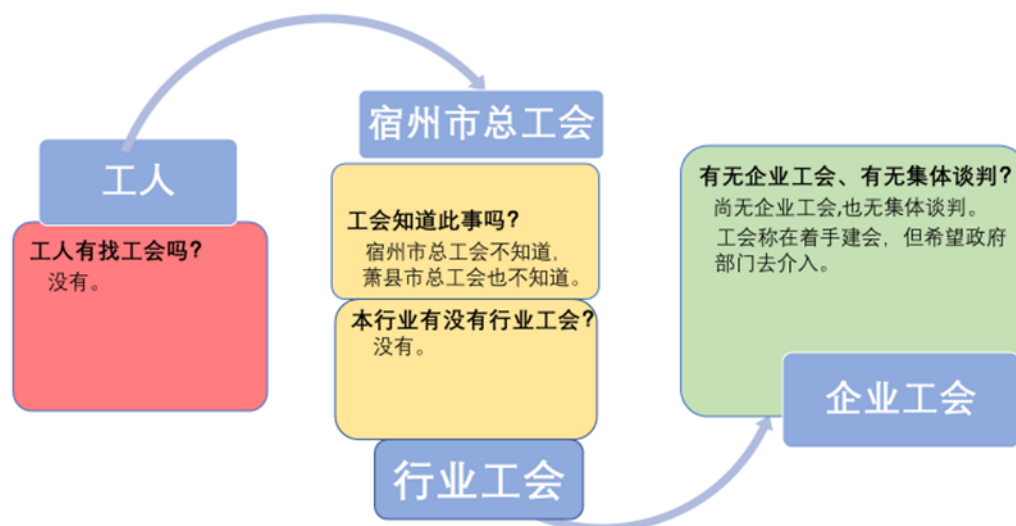 工人
工人有找工会吗?
没有。
宿州市总工会
工会知道此事吗?
宿州市总工会不知道,
萧县市总工会也不知道。
本行业有没有行业工会?
没有。
行业工会
有无企业工会、有无集体谈判?
尚无企业工会,也无集体谈判。
工会称在着手建会，但希望政府
部门去介入。
企业工会